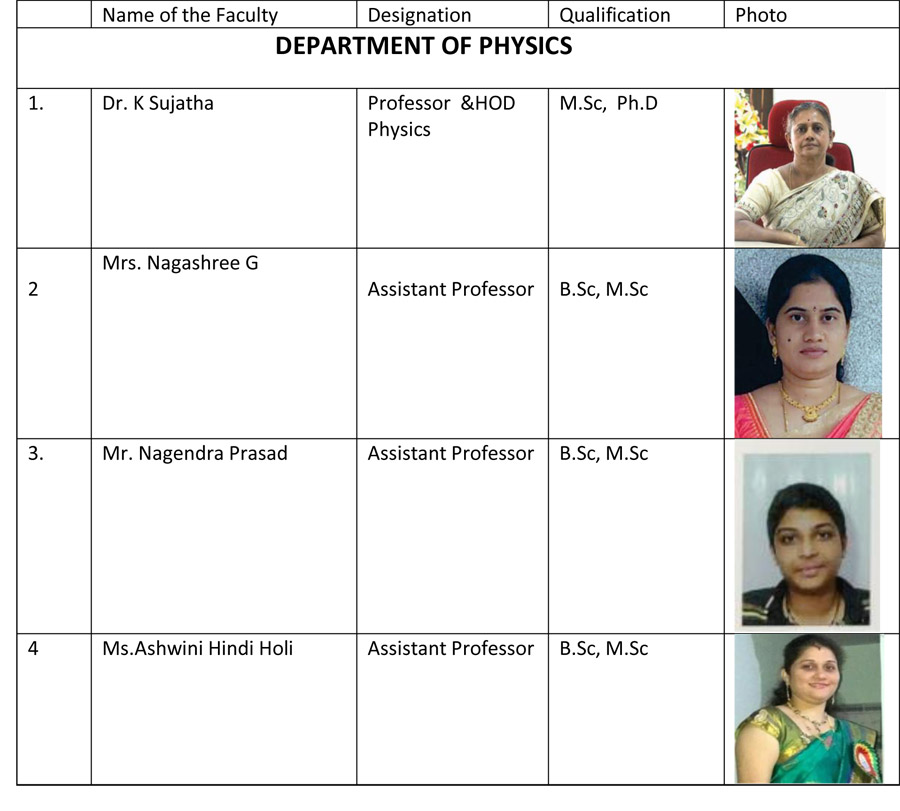 Name of the Faculty Designation Qualification Photo
DEPARTMENT OF PHYSICS
1. Dr. K Sujatha Professor &HOD M.Sc, Ph.D
Physics
Mrs. Nagashree G
2 Assistant Professor B.Sc, M.Sc
3. Mr. Nagendra Prasad Assistant Professor B.Sc, M.Sc
4 Ms.Ashwini Hindi Holi Assistant Professor B.Sc, M.Sc